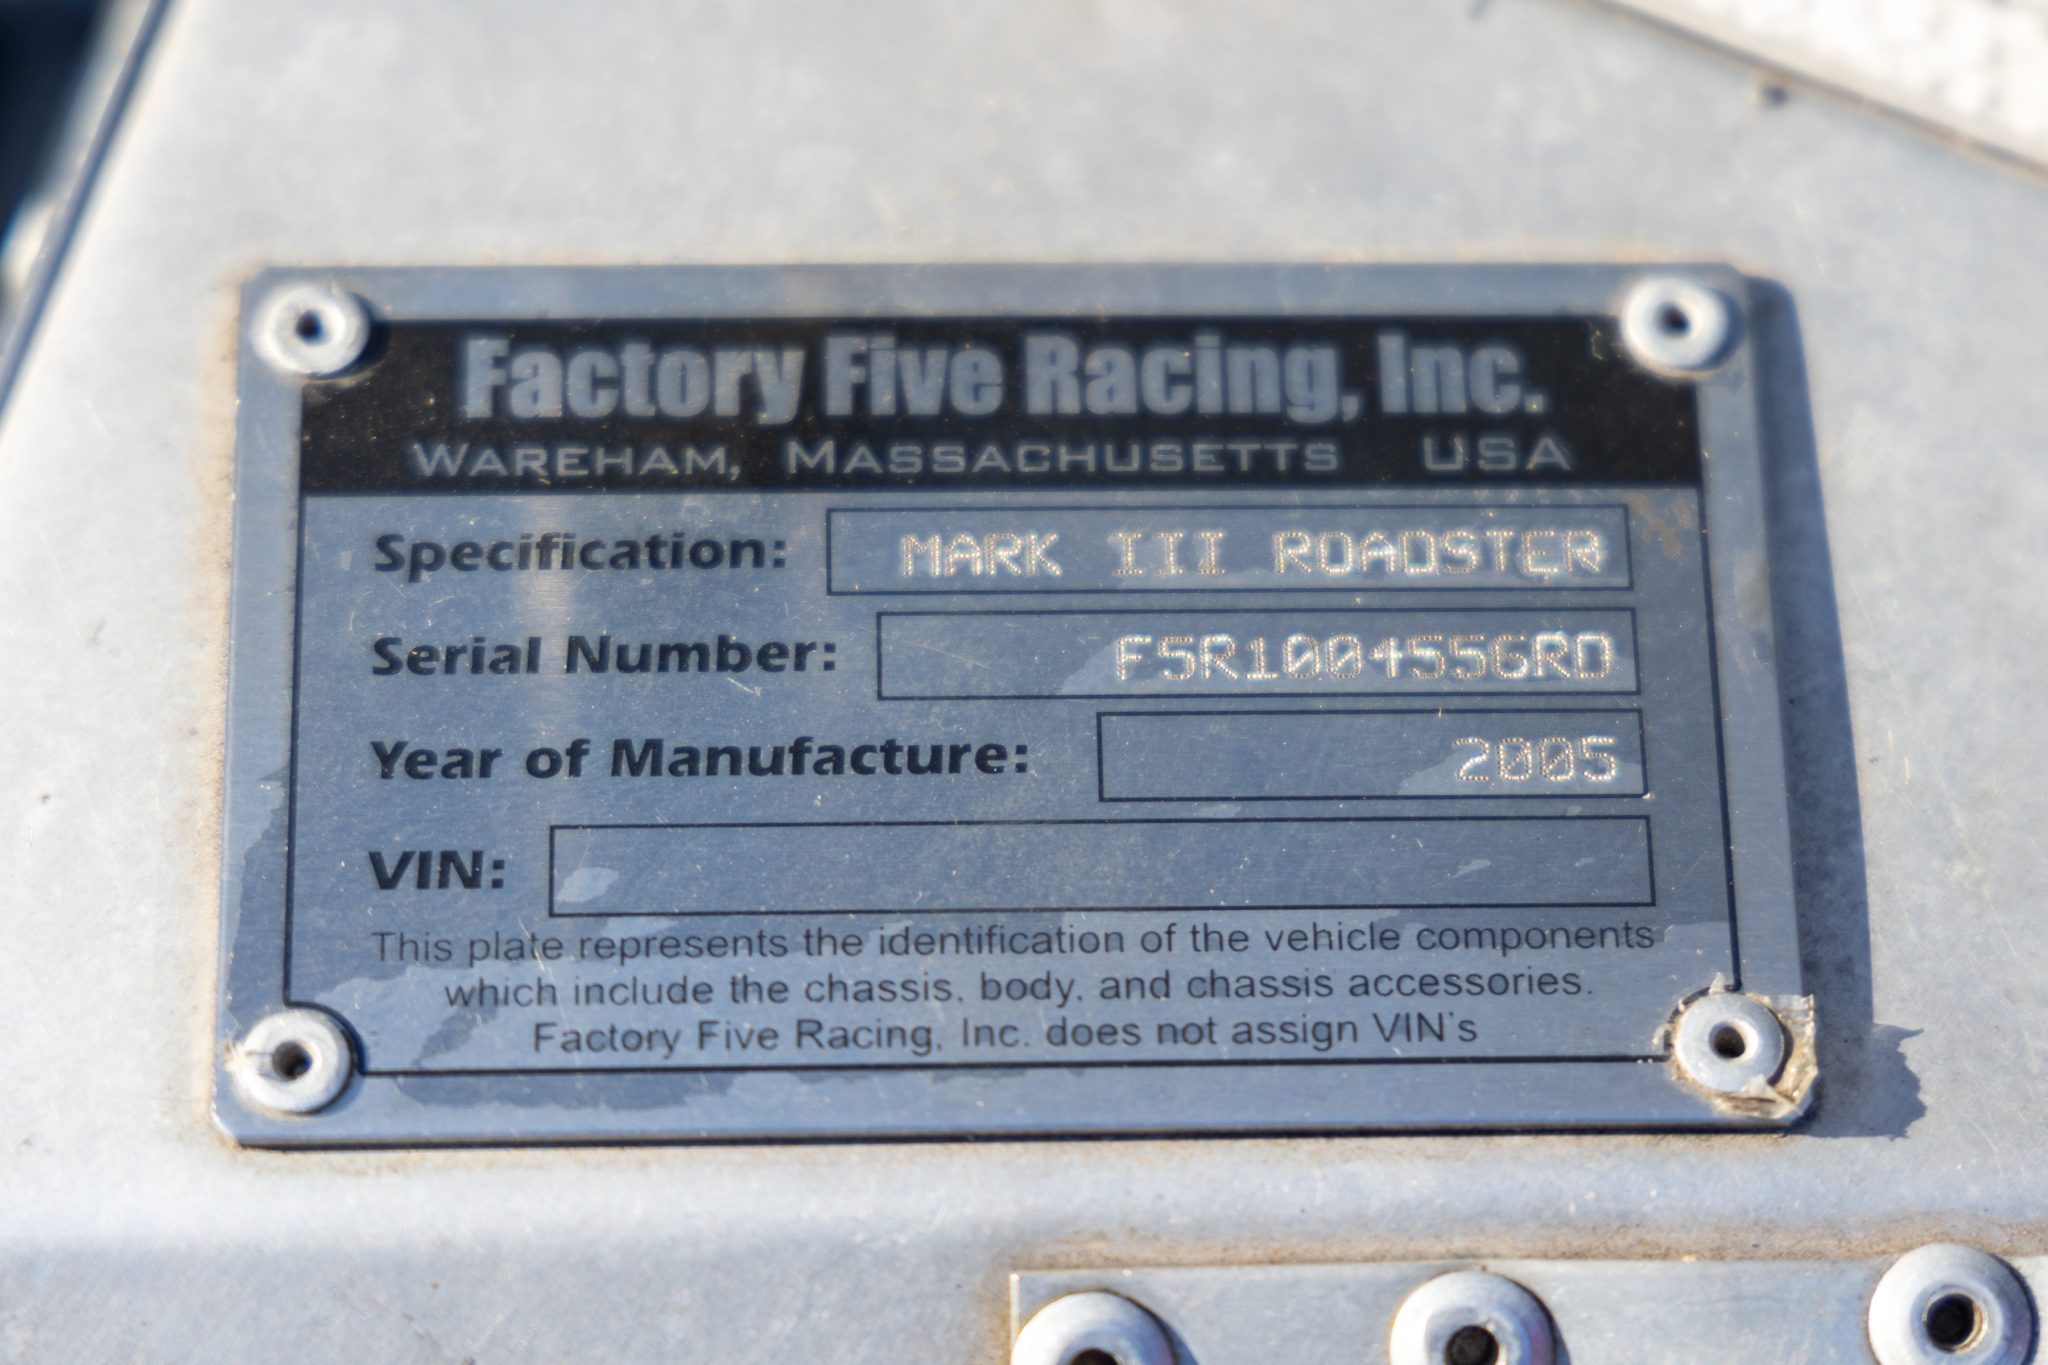 Factory Five Racing, Inc.
WAREHAM, MASSACHUSETTS USA
Specification: MARK III ROADSTER
Serial Number: F5R1004556RD
Year of Manufacture: 2005
VIN:
This plate represents the identification of the vehicle components
which include the chassis, body, and chassis accessories.
Factory Five Racing, Inc. does not assign VIN's